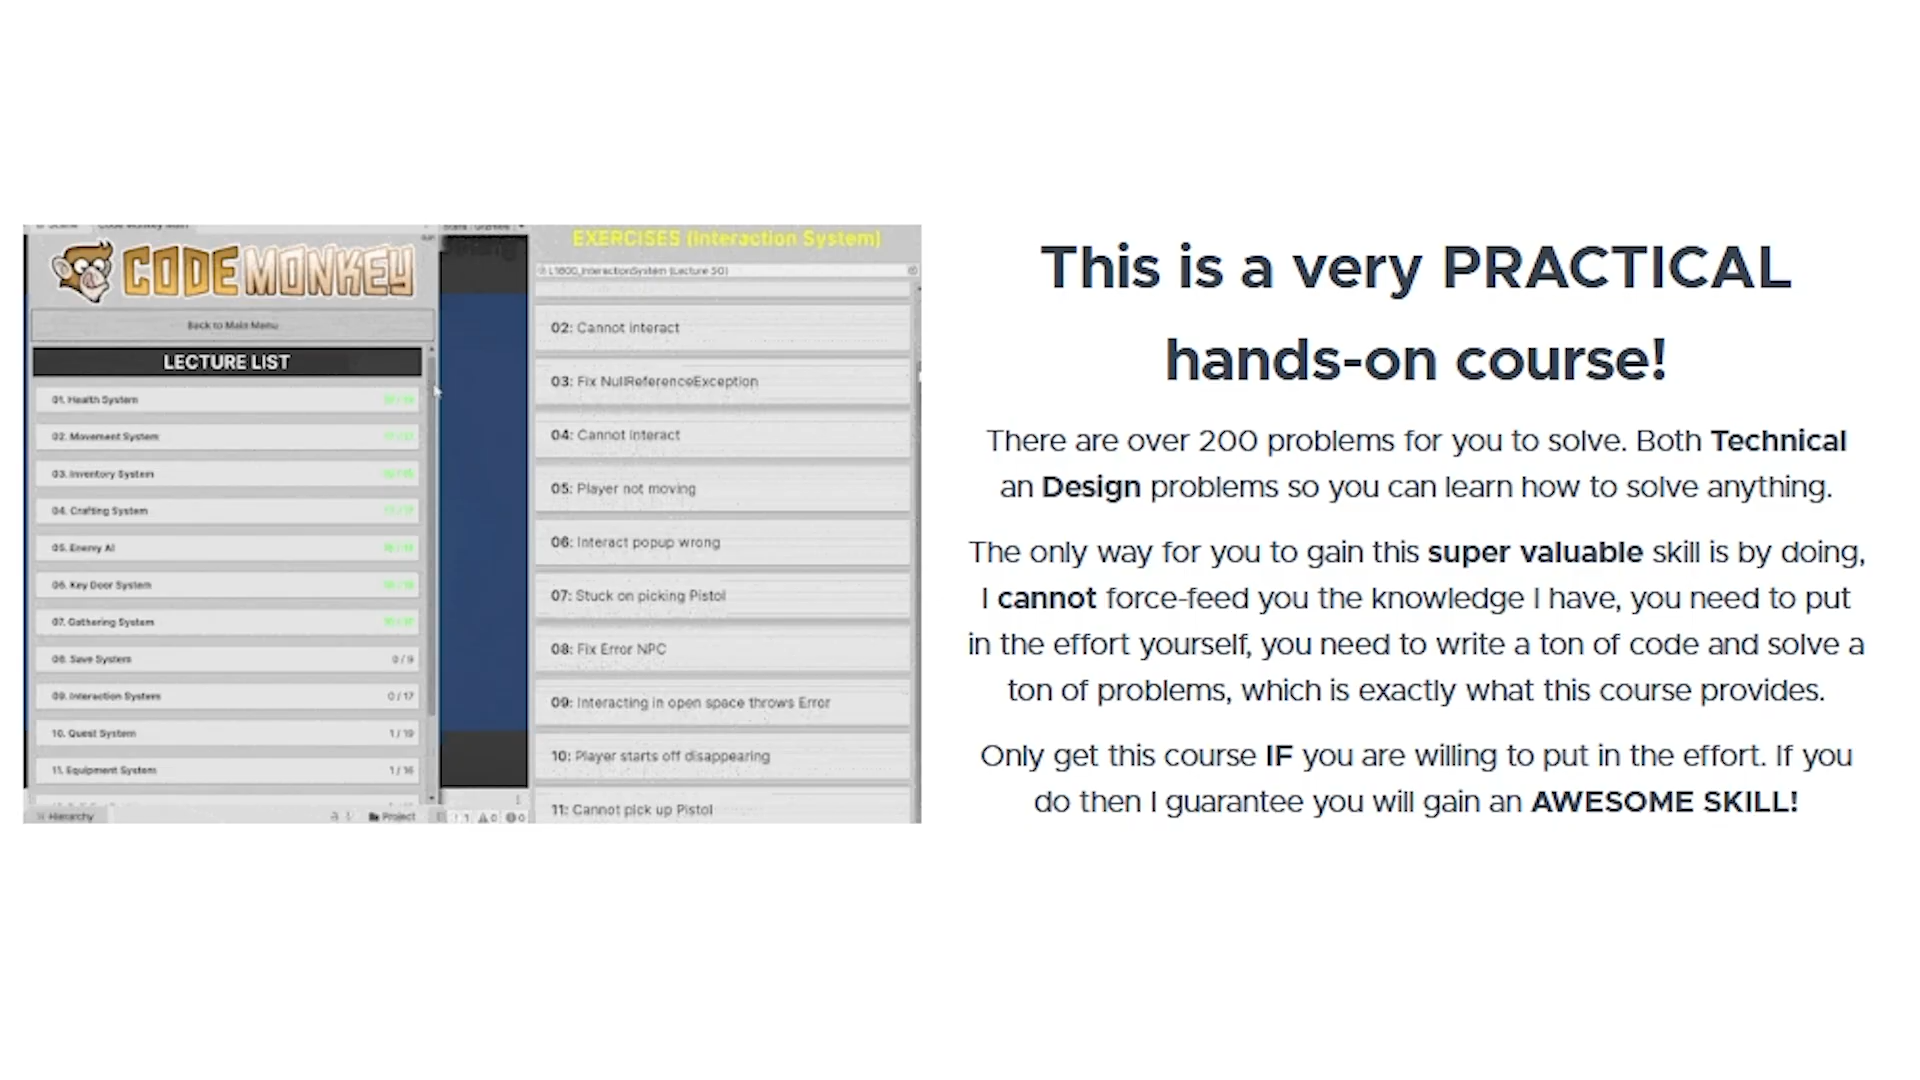 CODE MONKEY
Back to Main Menu
LECTURE LIST
01. Health System
02. Movement System
03. Inventory System
04. Crafting System
05. Enemy AI
06. Key Door System
07. Gathering System
08. Save System 0/9
09. Interaction System 0/17
10. Quest System 1/19
11. Equipment System 1/16
Hierarchy
Project
EXERCISES (Interaction System)
L1800_InteractionSystem (Lecture 50)
02: Cannot interact
03: Fix NullReferenceException
04: Cannot interact
05: Player not moving
06: Interact popup wrong
07: Stuck on picking Pistol
08: Fix Error NPC
09: Interacting in open space throws Error
10: Player starts off disappearing
11: Cannot pick up Pistol
This is a very PRACTICAL
hands-on course!
There are over 200 problems for you to solve. Both Technical
an Design problems so you can learn how to solve anything.
The only way for you to gain this super valuable skill is by doing,
I cannot force-feed you the knowledge I have, you need to put
in the effort yourself, you need to write a ton of code and solve a
ton of problems, which is exactly what this course provides.
Only get this course IF you are willing to put in the effort. If you
do then I guarantee you will gain an AWESOME SKILL!